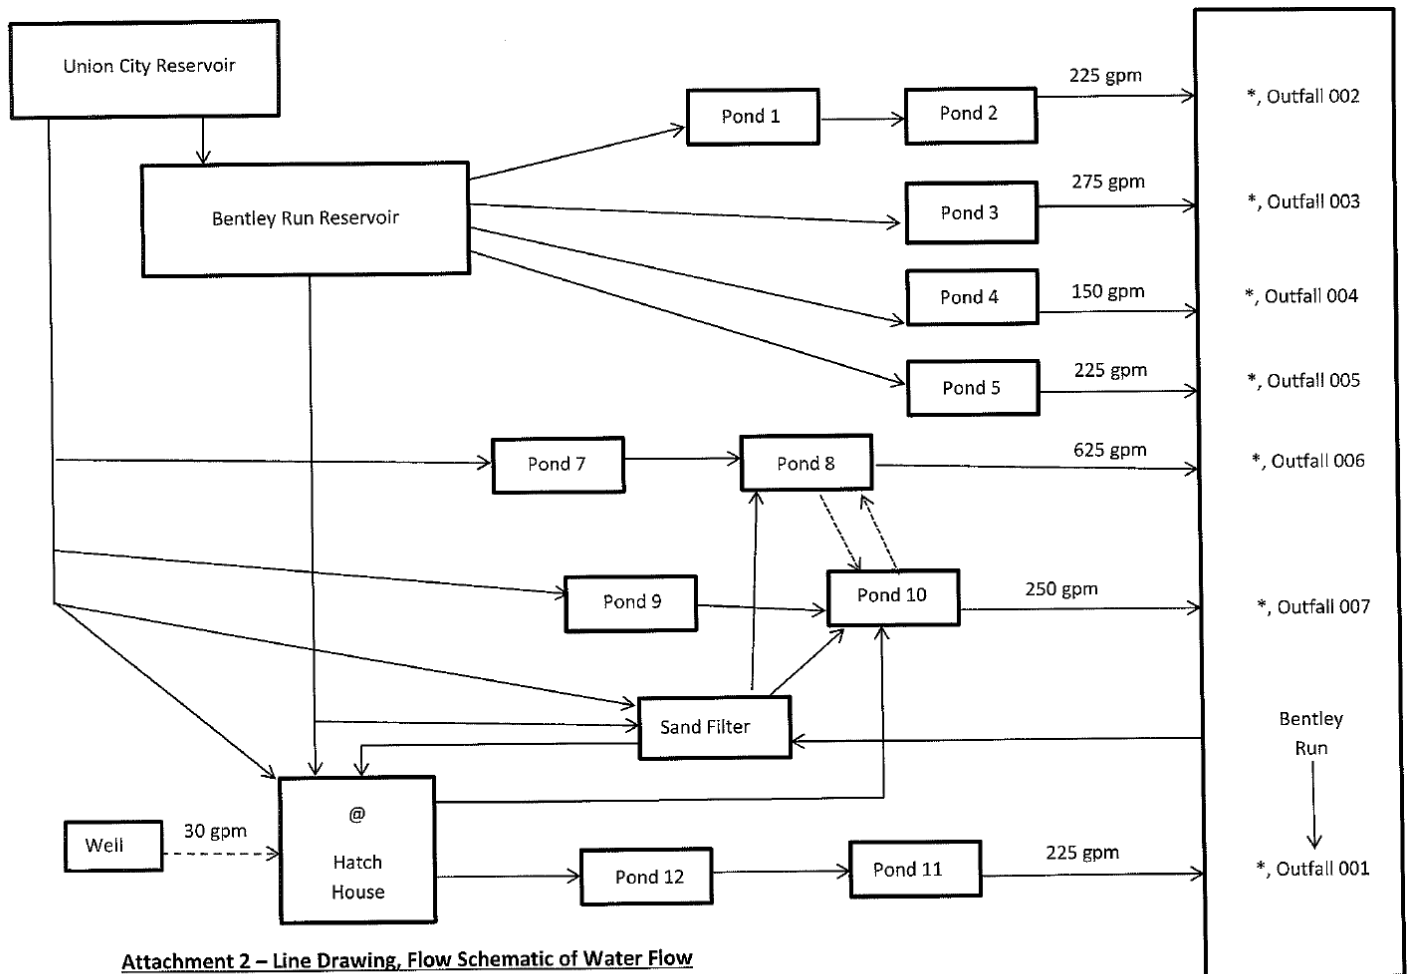 Union City Reservoir
225 gpm
Pond 1
Pond 2
*, Outfall 002
Bentley Run Reservoir
275 gpm
Pond 3
*, Outfall 003
Pond 4
150 gpm
*, Outfall 004
Pond 5
225 gpm
*, Outfall 005
Pond 7
Pond 8
625 gpm
*, Outfall 006
Pond 9
Pond 10
250 gpm
*, Outfall 007
Sand Filter
Bentley
Run
@
Hatch
House
Well
30 gpm
Pond 12
Pond 11
225 gpm
*, Outfall 001
Attachment 2 – Line Drawing, Flow Schematic of Water Flow